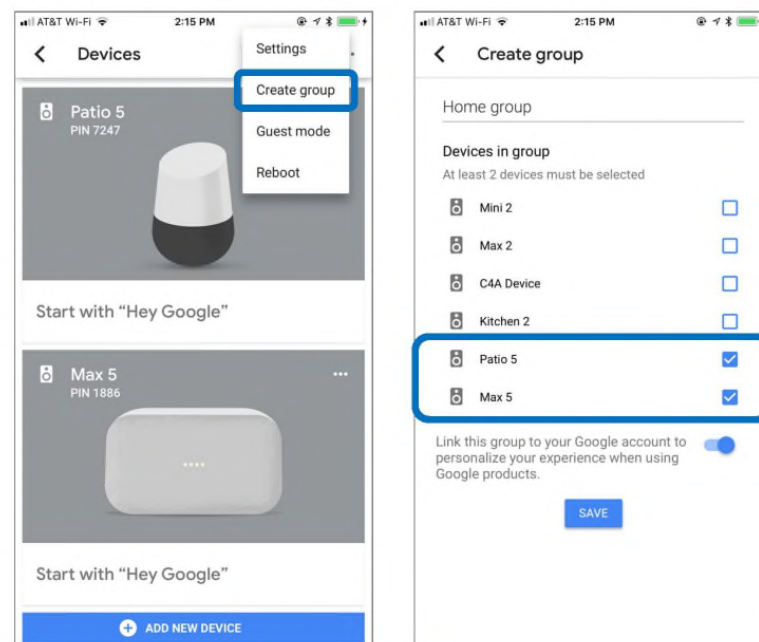 AT&T Wi-Fi
2:15 PM
Devices
Settings
Create group
Guest mode
Reboot
Patio 5
PIN 7247
Start with “Hey Google”
Max 5
PIN 1886
Start with “Hey Google”
ADD NEW DEVICE
AT&T Wi-Fi
2:15 PM
Create group
Home group
Devices in group
At least 2 devices must be selected
Mini 2
Max 2
C4A Device
Kitchen 2
Patio 5
Max 5
Link this group to your Google account to
personalize your experience when using
Google products.
SAVE